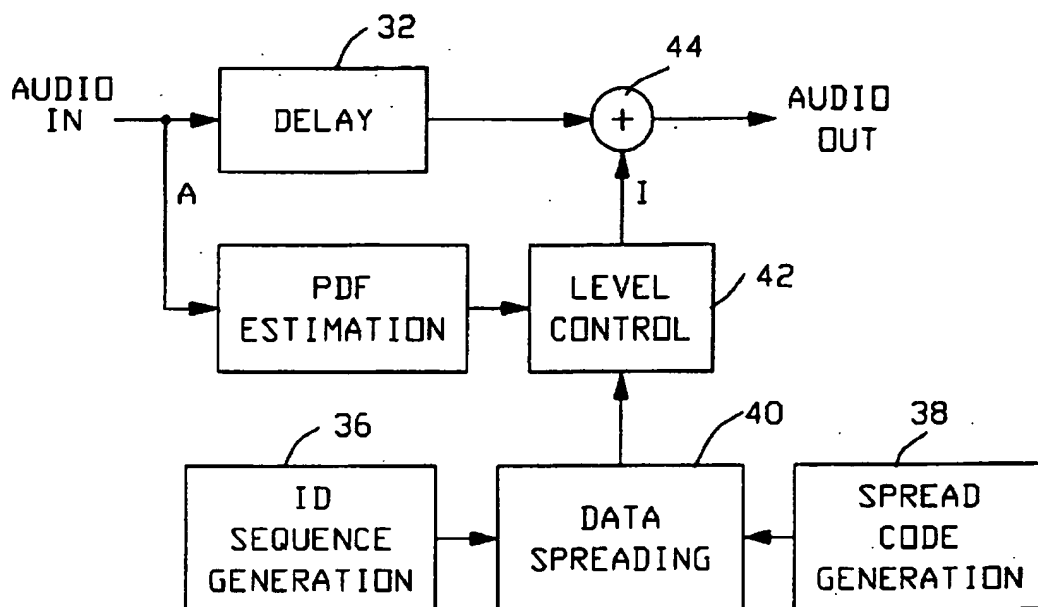 32
44
AUDIO
IN
DELAY
+
AUDIO
OUT
A
I
PDF
ESTIMATION
LEVEL
CONTROL
42
36
40
38
ID
SEQUENCE
GENERATION
DATA
SPREADING
SPREAD
CODE
GENERATION